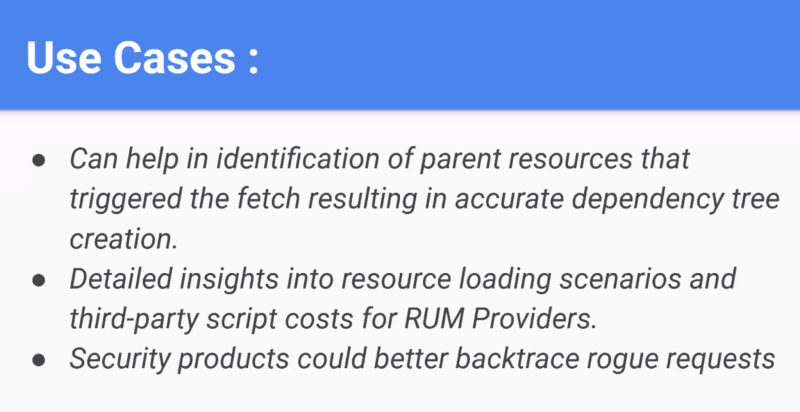 Use Cases :
● Can help in identification of parent resources that
triggered the fetch resulting in accurate dependency tree
creation.
● Detailed insights into resource loading scenarios and
third-party script costs for RUM Providers.
● Security products could better backtrace rogue requests